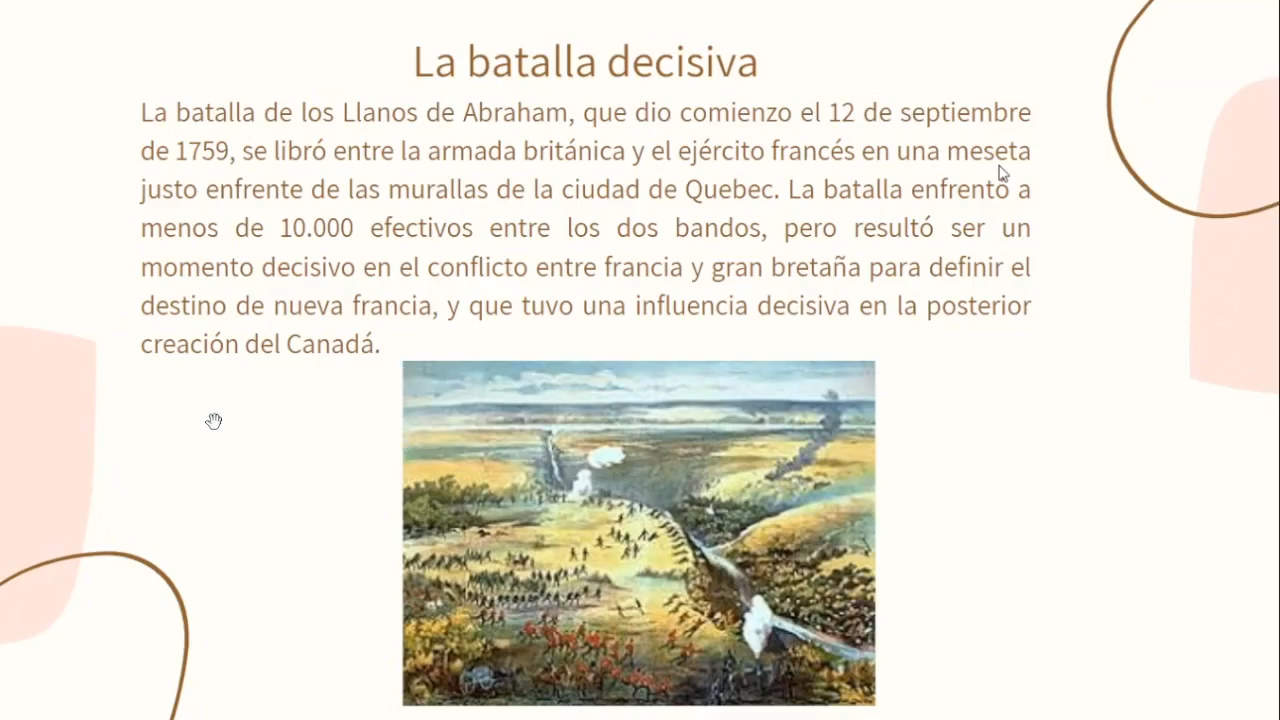 La batalla decisiva
La batalla de los Llanos de Abraham, que dio comienzo el 12 de septiembre
de 1759, se libró entre la armada británica y el ejército francés en una meseta
justo enfrente de las murallas de la ciudad de Quebec. La batalla enfrentó a
menos de 10.000 efectivos entre los dos bandos, pero resultó ser un
momento decisivo en el conflicto entre francia y gran bretaña para definir el
destino de nueva francia, y que tuvo una influencia decisiva en la posterior
creación del Canadá.